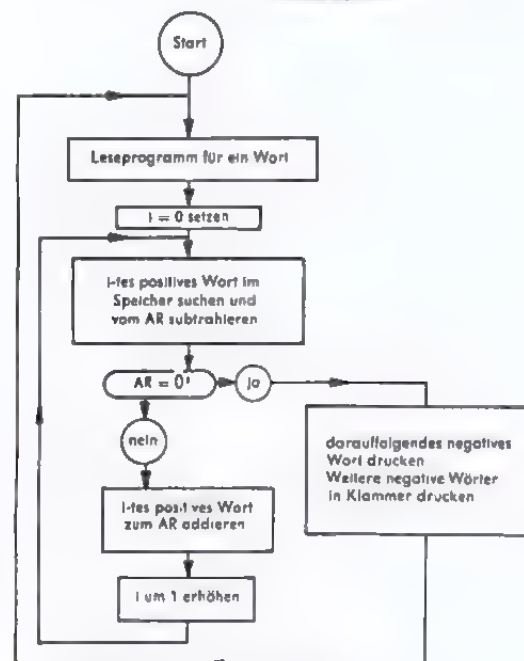 Start
Leseprogramm für ein Wort
i = 0 setzen
i-tes positives Wort im
Speicher suchen und
vom AR subtrahieren
AR = 0?
ja
nein
darauffolgendes negatives
Wort drucken
Weitere negative Wörter
in Klammer drucken
i-tes positives Wort
zum AR addieren
i um 1 erhöhen